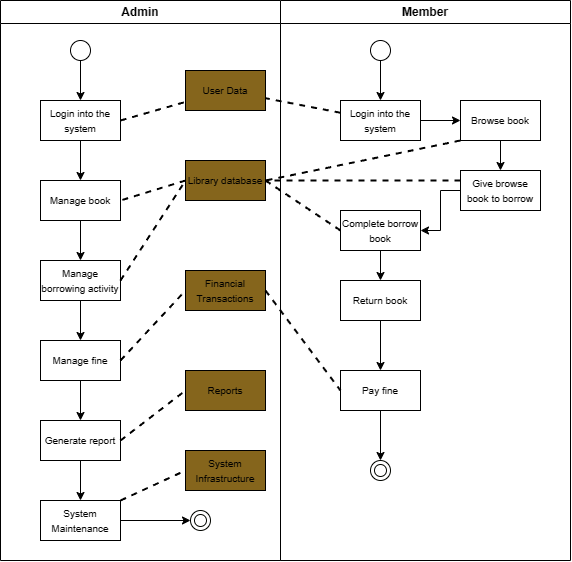 Admin
Member
User Data
Login into the
system
Login into the
system
Browse book
Library database
Manage book
Give browse
book to borrow
Complete borrow
book
Manage
borrowing activity
Financial
Transactions
Return book
Manage fine
Reports
Pay fine
Generate report
System
Infrastructure
System
Maintenance